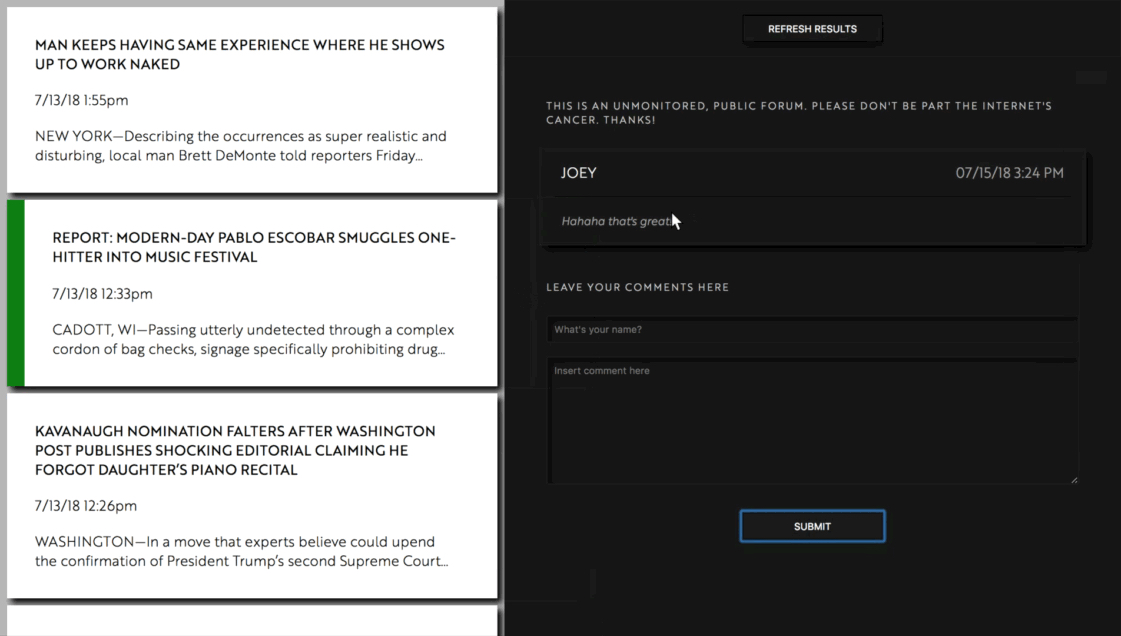 MAN KEEPS HAVING SAME EXPERIENCE WHERE HE SHOWS
UP TO WORK NAKED
7/13/18 1:55pm
NEW YORK—Describing the occurrences as super realistic and
disturbing, local man Brett DeMonte told reporters Friday...
REPORT: MODERN-DAY PABLO ESCOBAR SMUGGLES ONE-
HITTER INTO MUSIC FESTIVAL
7/13/18 12:33pm
CADOTT, WI—Passing utterly undetected through a complex
cordon of bag checks, signage specifically prohibiting drug...
KAVANAUGH NOMINATION FALTERS AFTER WASHINGTON
POST PUBLISHES SHOCKING EDITORIAL CLAIMING HE
FORGOT DAUGHTER’S PIANO RECITAL
7/13/18 12:26pm
WASHINGTON—In a move that experts believe could upend
the confirmation of President Trump’s second Supreme Court...
REFRESH RESULTS
THIS IS AN UNMONITORED, PUBLIC FORUM. PLEASE DON'T BE PART THE INTERNET'S
CANCER. THANKS!
JOEY 07/15/18 3:24 PM
Hahaha that's great
LEAVE YOUR COMMENTS HERE
What's your name?
Insert comment here
SUBMIT